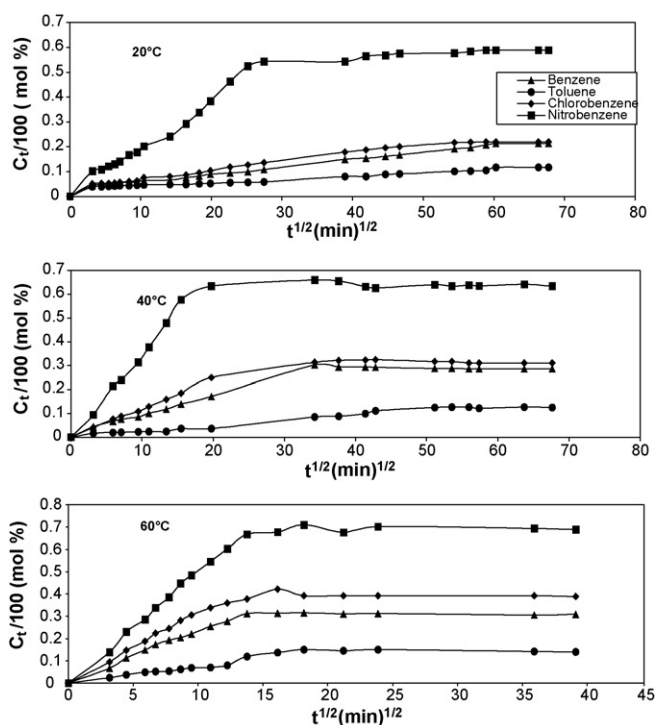 0.7
0.6
0.5
0.4
0.3
0.2
0.1
0
C_t/100 ( mol %)
20°C
Benzene
Toluene
Chlorobenzene
Nitrobenzene
0 10 20 30 40 50 60 70 80
t^1/2(min)^1/2
0.7
0.6
0.5
0.4
0.3
0.2
0.1
0
C_t/100 (mol %)
40°C
0 10 20 30 40 50 60 70 80
t^1/2(min)^1/2
0.8
0.7
0.6
0.5
0.4
0.3
0.2
0.1
0
C_t/100 (mol %)
60°C
0 5 10 15 20 25 30 35 40 45
t^1/2(min)^1/2